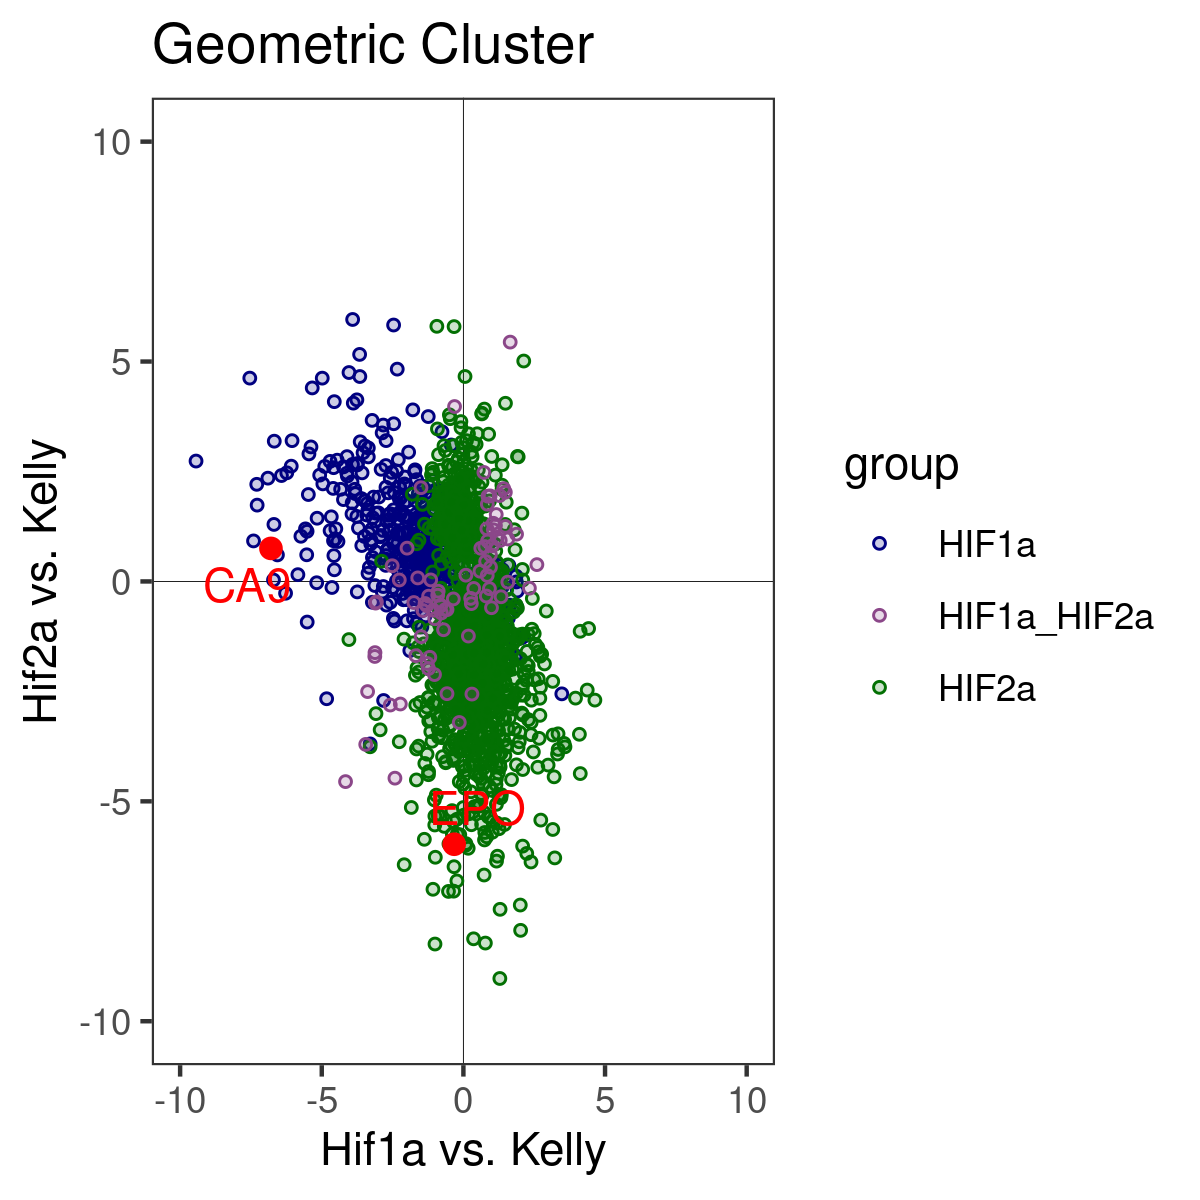 Geometric Cluster
10
5
0
-5
-10
Hif2a vs. Kelly
CA9
EPO
-10
-5
0
5
10
Hif1a vs. Kelly
group
HIF1a
HIF1a_HIF2a
HIF2a